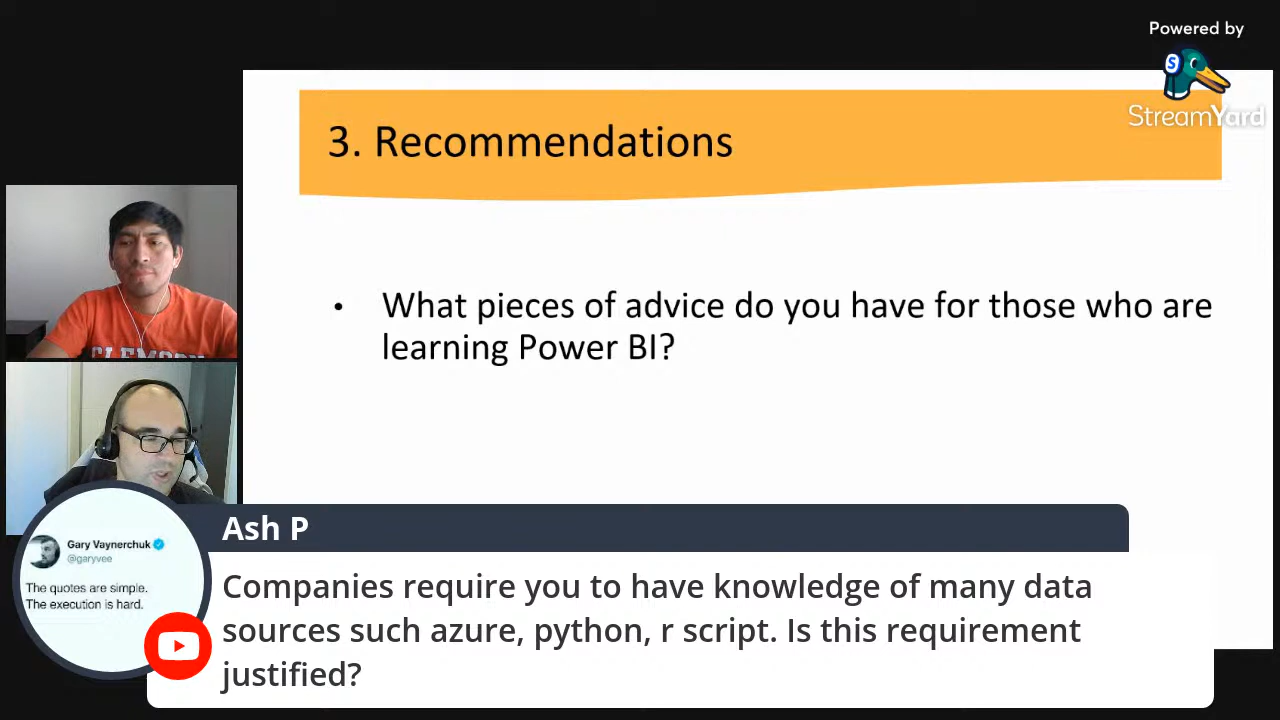 Powered by
StreamYard
3. Recommendations
• What pieces of advice do you have for those who are
learning Power BI?
CLEMSON
Ash P
Gary Vaynerchuk
@garyvee
The quotes are simple.
The execution is hard.
Companies require you to have knowledge of many data
sources such azure, python, r script. Is this requirement
justified?